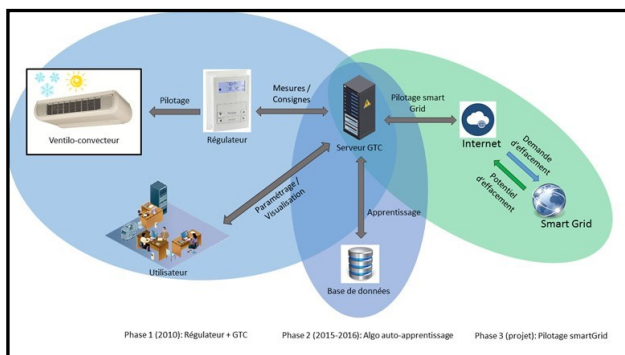 Ventilo-convecteur
Pilotage
Régulateur
Mesures /
Consignes
Serveur GTC
Pilotage smart
Grid
Internet
Demande
d'effacement
Potentiel
d'effacement
Smart Grid
Paramétrage /
Visualisation
Utilisateur
Apprentissage
Base de données
Phase 1 (2010): Régulateur + GTC
Phase 2 (2015-2016): Algo auto-apprentissage
Phase 3 (projet): Pilotage smartGrid